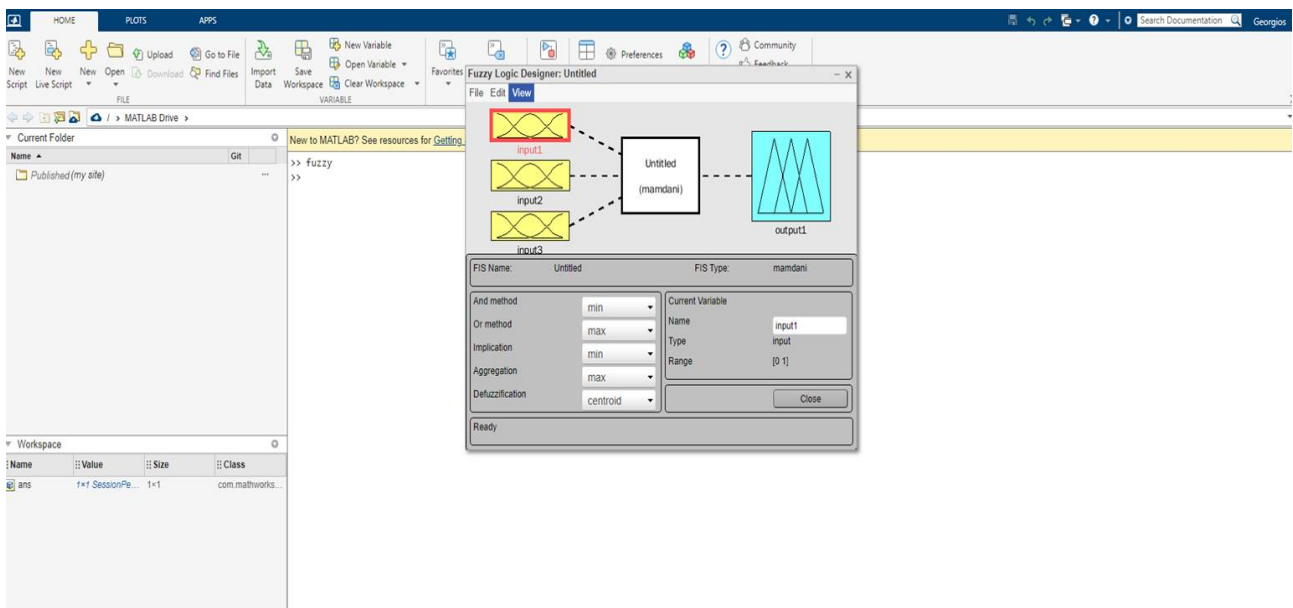 HOME PLOTS APPS
Search Documentation Georgios
New Script
New Live Script
New
Open
Upload
Download
Go to File
Find Files
Import Data
Save Workspace
New Variable
Open Variable
Clear Workspace
Favorites
Preferences
Community
Feedback
FILE
VARIABLE
/ > MATLAB Drive >
Current Folder
Name Git
Published (my site)
New to MATLAB? See resources for Getting
>> fuzzy
>>
Fuzzy Logic Designer: Untitled
File Edit View
input1
input2
input3
Untitled
(mamdani)
output1
FIS Name: Untitled FIS Type: mamdani
And method min
Or method max
Implication min
Aggregation max
Defuzzification centroid
Current Variable
Name input1
Type input
Range [0 1]
Close
Ready
Workspace
Name Value Size Class
ans 1×1 SessionPe... 1×1 com.mathworks...